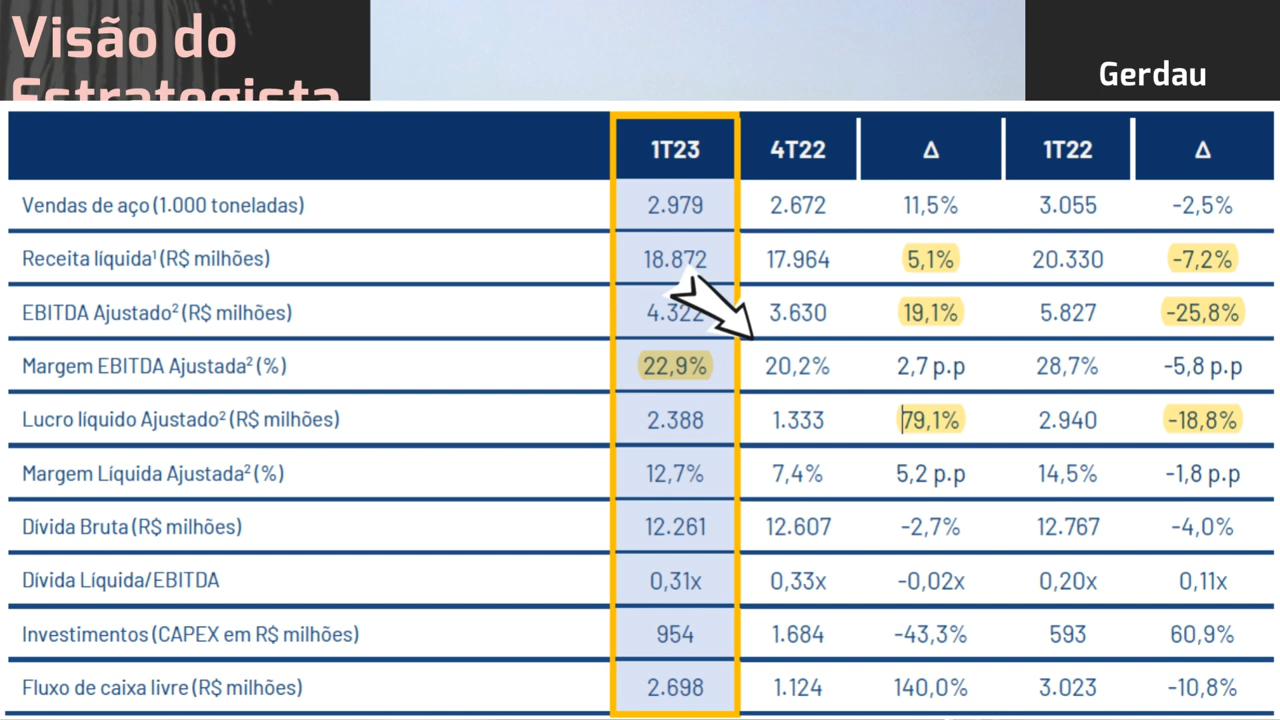 Visão do
Estrategista
Gerdau
1T23 4T22 Δ 1T22 Δ
Vendas de aço (1.000 toneladas) 2.979 2.672 11,5% 3.055 -2,5%
Receita líquida¹ (R$ milhões) 18.872 17.964 5,1% 20.330 -7,2%
EBITDA Ajustado² (R$ milhões) 4.322 3.630 19,1% 5.827 -25,8%
Margem EBITDA Ajustada² (%) 22,9% 20,2% 2,7 p.p 28,7% -5,8 p.p
Lucro líquido Ajustado² (R$ milhões) 2.388 1.333 79,1% 2.940 -18,8%
Margem Líquida Ajustada² (%) 12,7% 7,4% 5,2 p.p 14,5% -1,8 p.p
Dívida Bruta (R$ milhões) 12.261 12.607 -2,7% 12.767 -4,0%
Dívida Líquida/EBITDA 0,31x 0,33x -0,02x 0,20x 0,11x
Investimentos (CAPEX em R$ milhões) 954 1.684 -43,3% 593 60,9%
Fluxo de caixa livre (R$ milhões) 2.698 1.124 140,0% 3.023 -10,8%